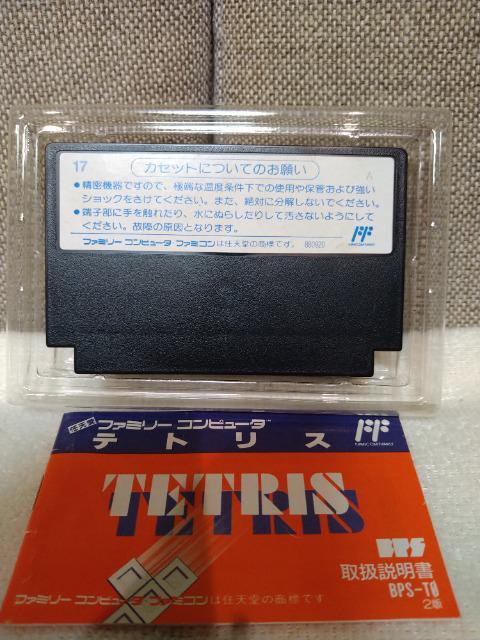 17
カセットについてのお願い
A
●精密機器ですので、極端な温度条件下での使用や保管および強い
ショックをさけてください。また、絶対に分解しないでください。
●端子部に手を触れたり、水にぬらしたりして汚さないようにして
ください。故障の原因となります。
ファミリー コンピュータ・ファミコンは任天堂の商標です。 880920
FF
任天堂 ファミリー コンピュータ™
テトリス
FF
TETRIS
TETRIS
BPS
取扱説明書
BPS-T0
2版
ファミリー コンピュータ・ファミコンは任天堂の商標です